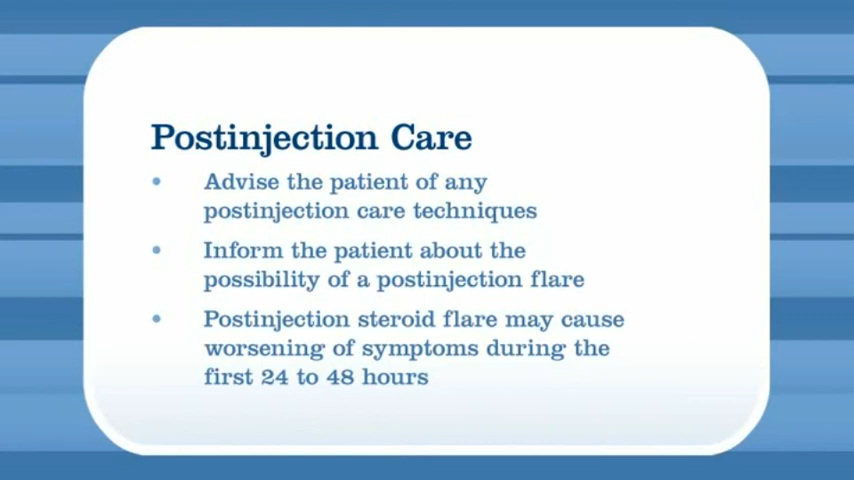 Postinjection Care
• Advise the patient of any
postinjection care techniques
• Inform the patient about the
possibility of a postinjection flare
• Postinjection steroid flare may cause
worsening of symptoms during the
first 24 to 48 hours